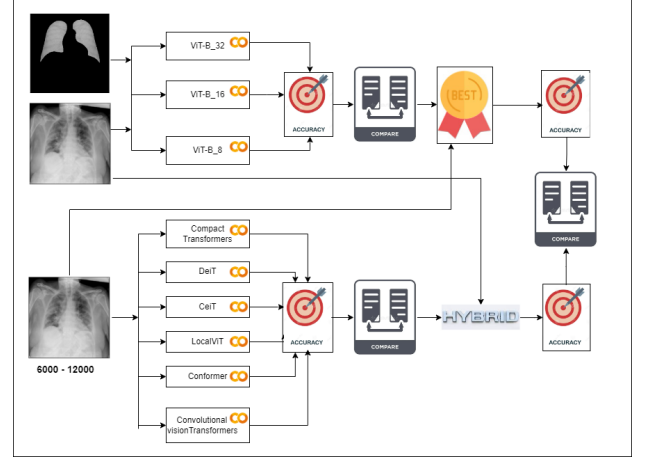 ViT-B_32
ViT-B_16
ViT-B_8
ACCURACY
COMPARE
BEST
ACCURACY
COMPARE
Compact
Transformers
DeiT
CeiT
LocalViT
Conformer
Convolutional
visionTransformers
ACCURACY
COMPARE
HYBRID
ACCURACY
6000 - 12000